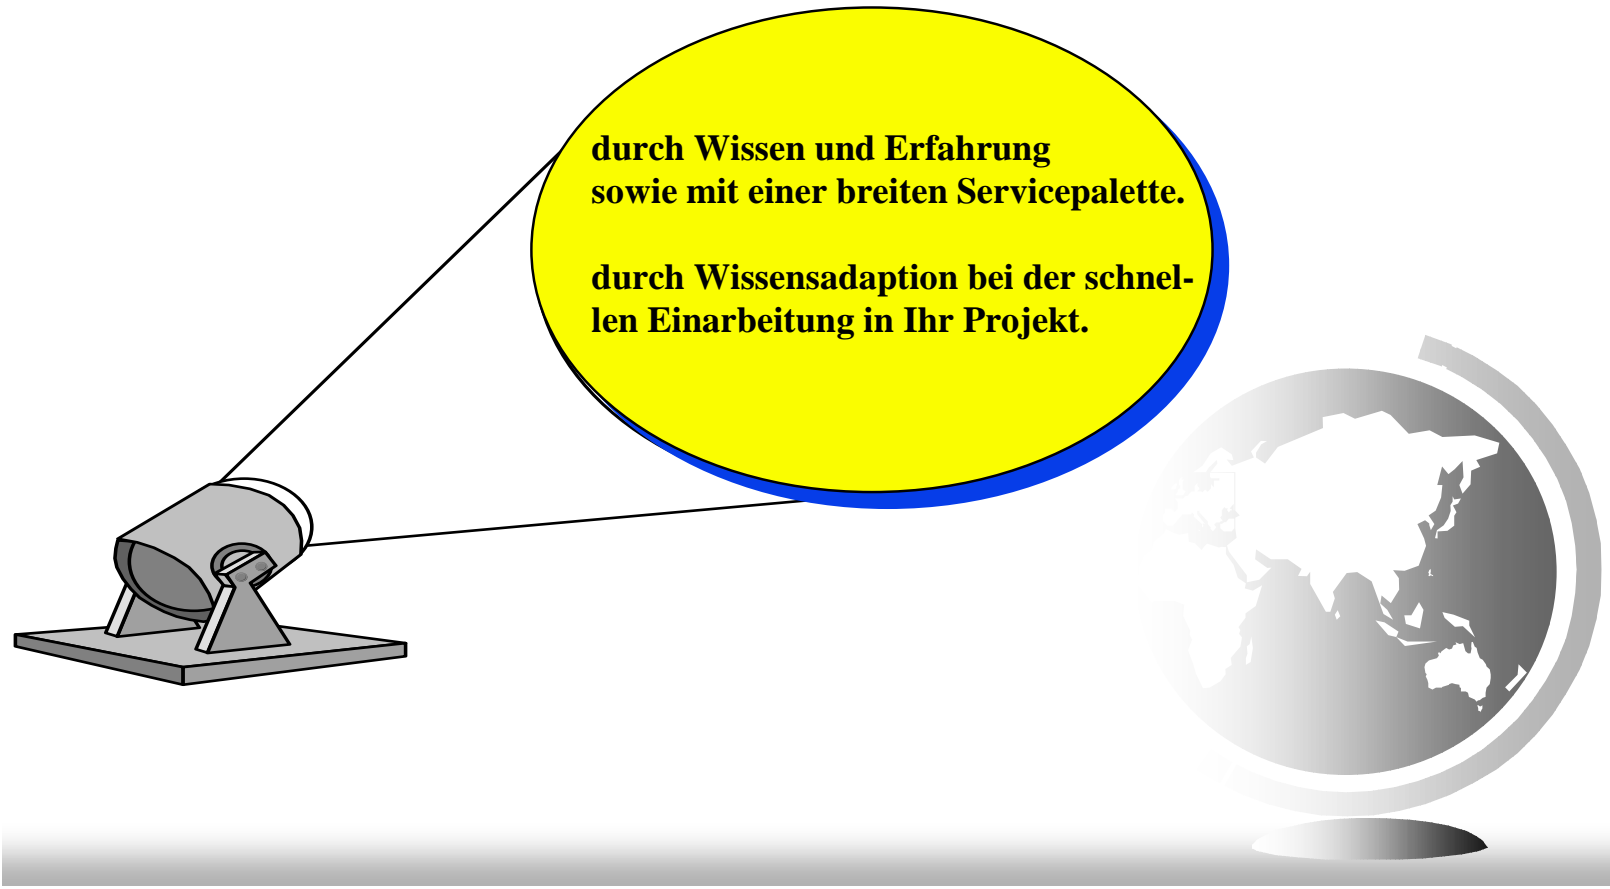 durch Wissen und Erfahrung
sowie mit einer breiten Servicepalette.
durch Wissensadaption bei der schnel-
len Einarbeitung in Ihr Projekt.